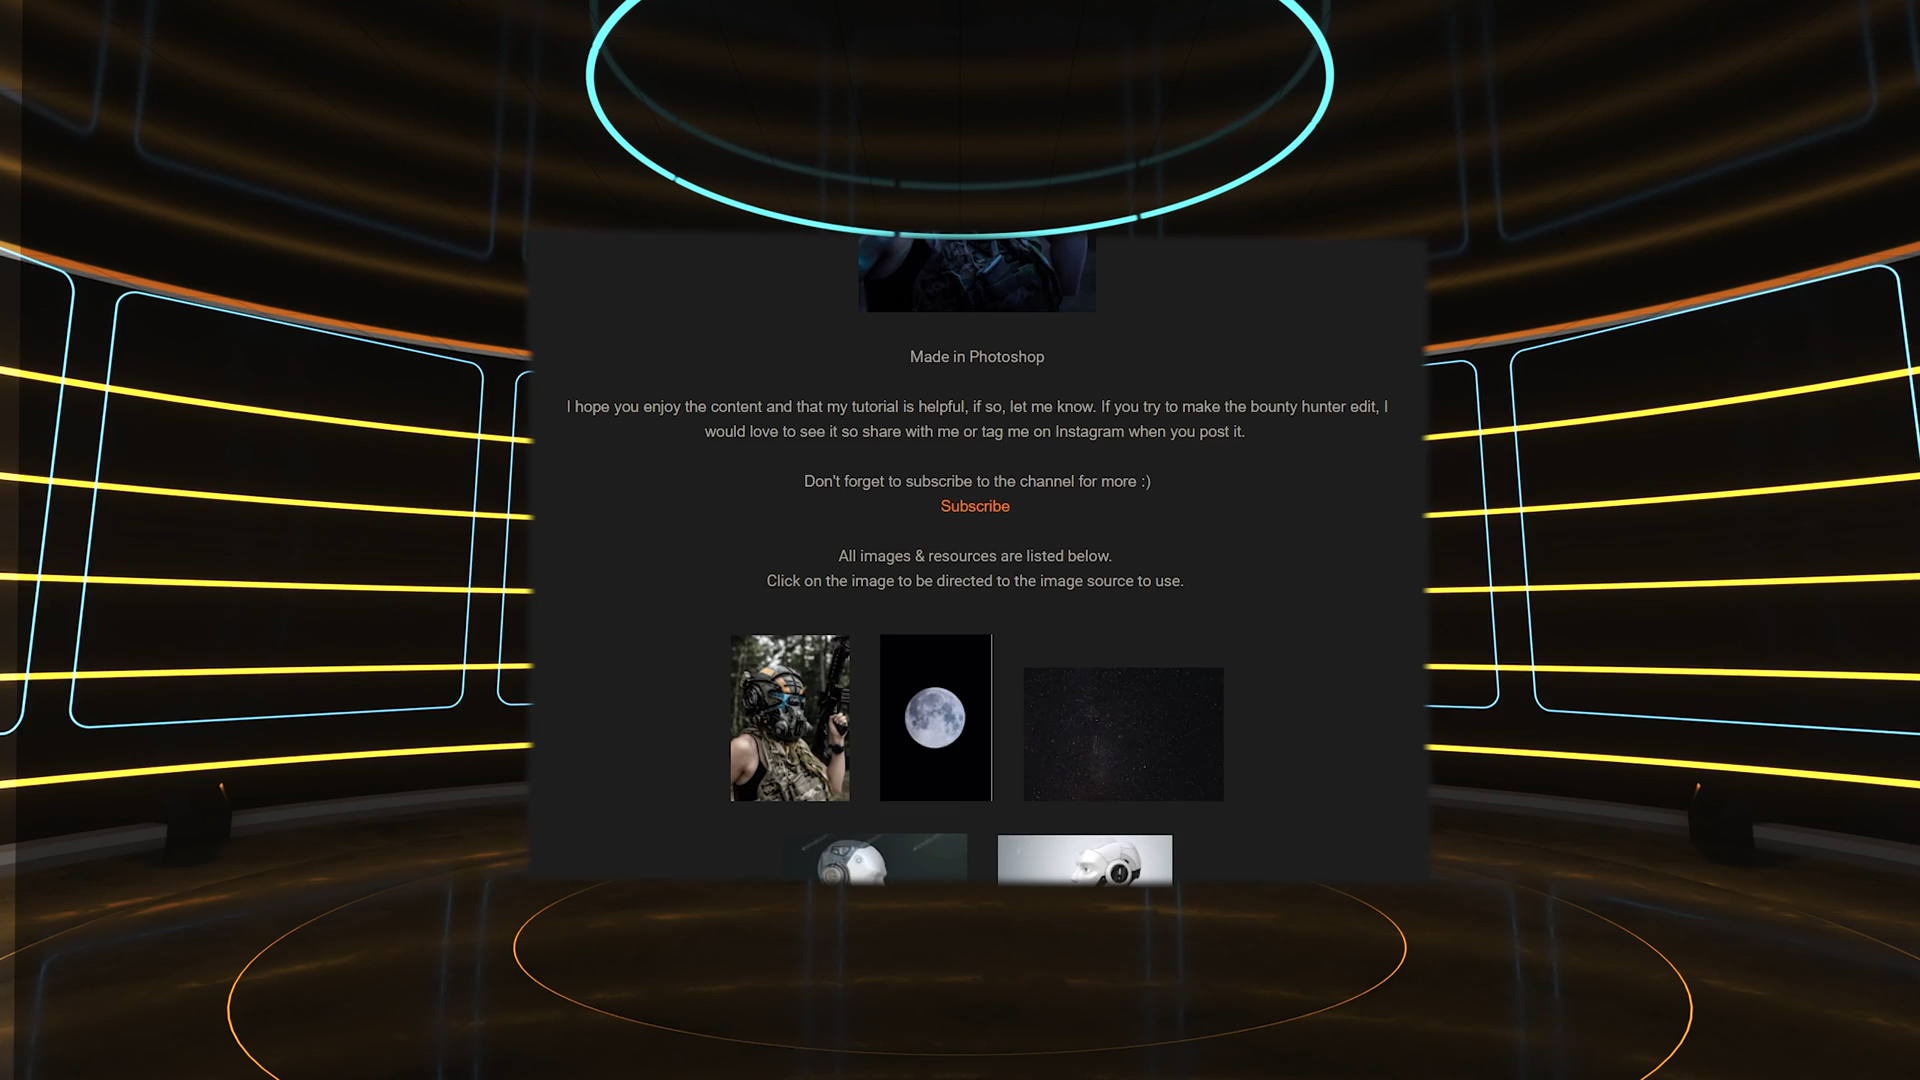 Made in Photoshop
I hope you enjoy the content and that my tutorial is helpful, if so, let me know. If you try to make the bounty hunter edit, I
would love to see it so share with me or tag me on Instagram when you post it.
Don't forget to subscribe to the channel for more :)
Subscribe
All images & resources are listed below.
Click on the image to be directed to the image source to use.